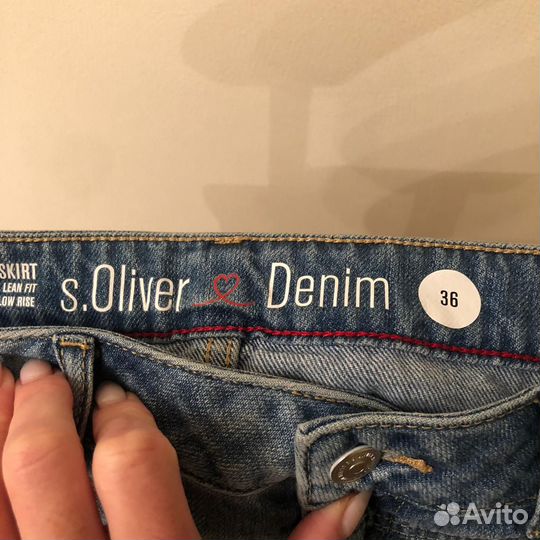 SKIRT
LEAN FIT
LOW RISE
s.Oliver Denim
36
Avito